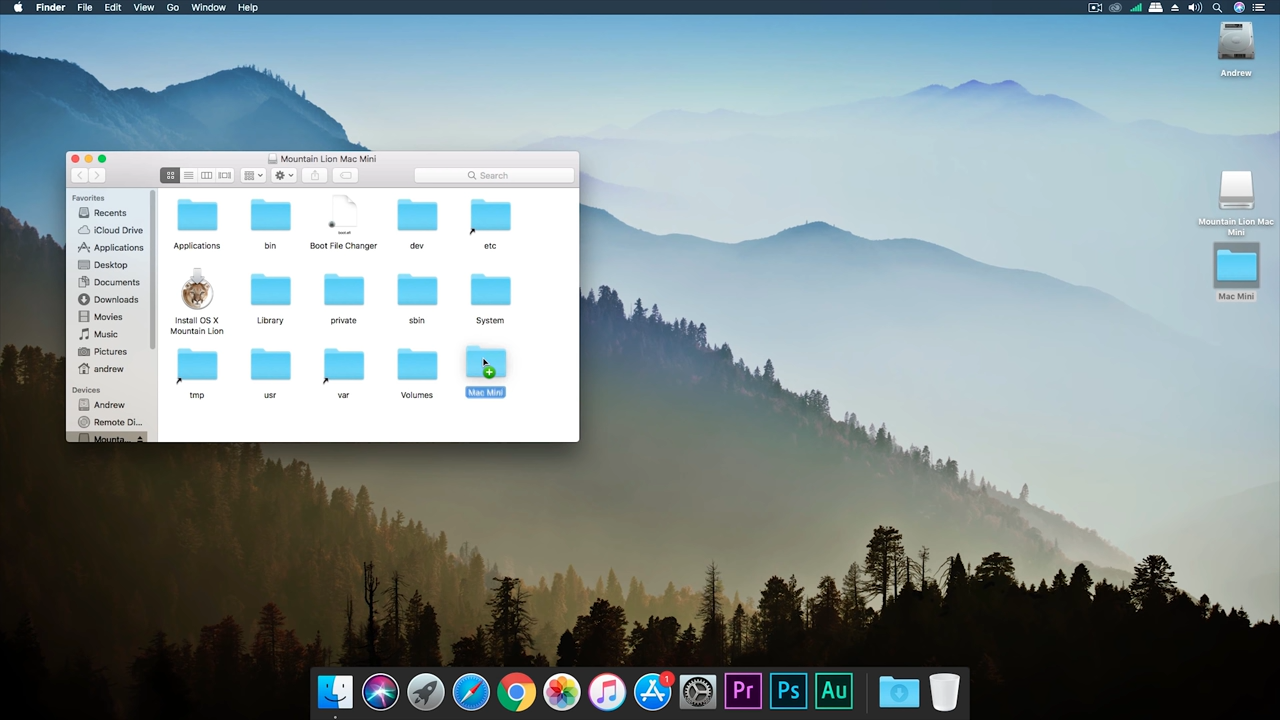 Finder File Edit View Go Window Help
Andrew
Mountain Lion Mac Mini
Search
Favorites
Recents
iCloud Drive
Applications
Desktop
Documents
Downloads
Movies
Music
Pictures
andrew
Devices
Andrew
Remote Di...
Mounta...
Applications bin Boot File Changer dev etc
Install OS X
Mountain Lion
Library private sbin System
tmp usr var Volumes Mac Mini
Mountain Lion Mac
Mini
Mac Mini
1
Pr Ps Au